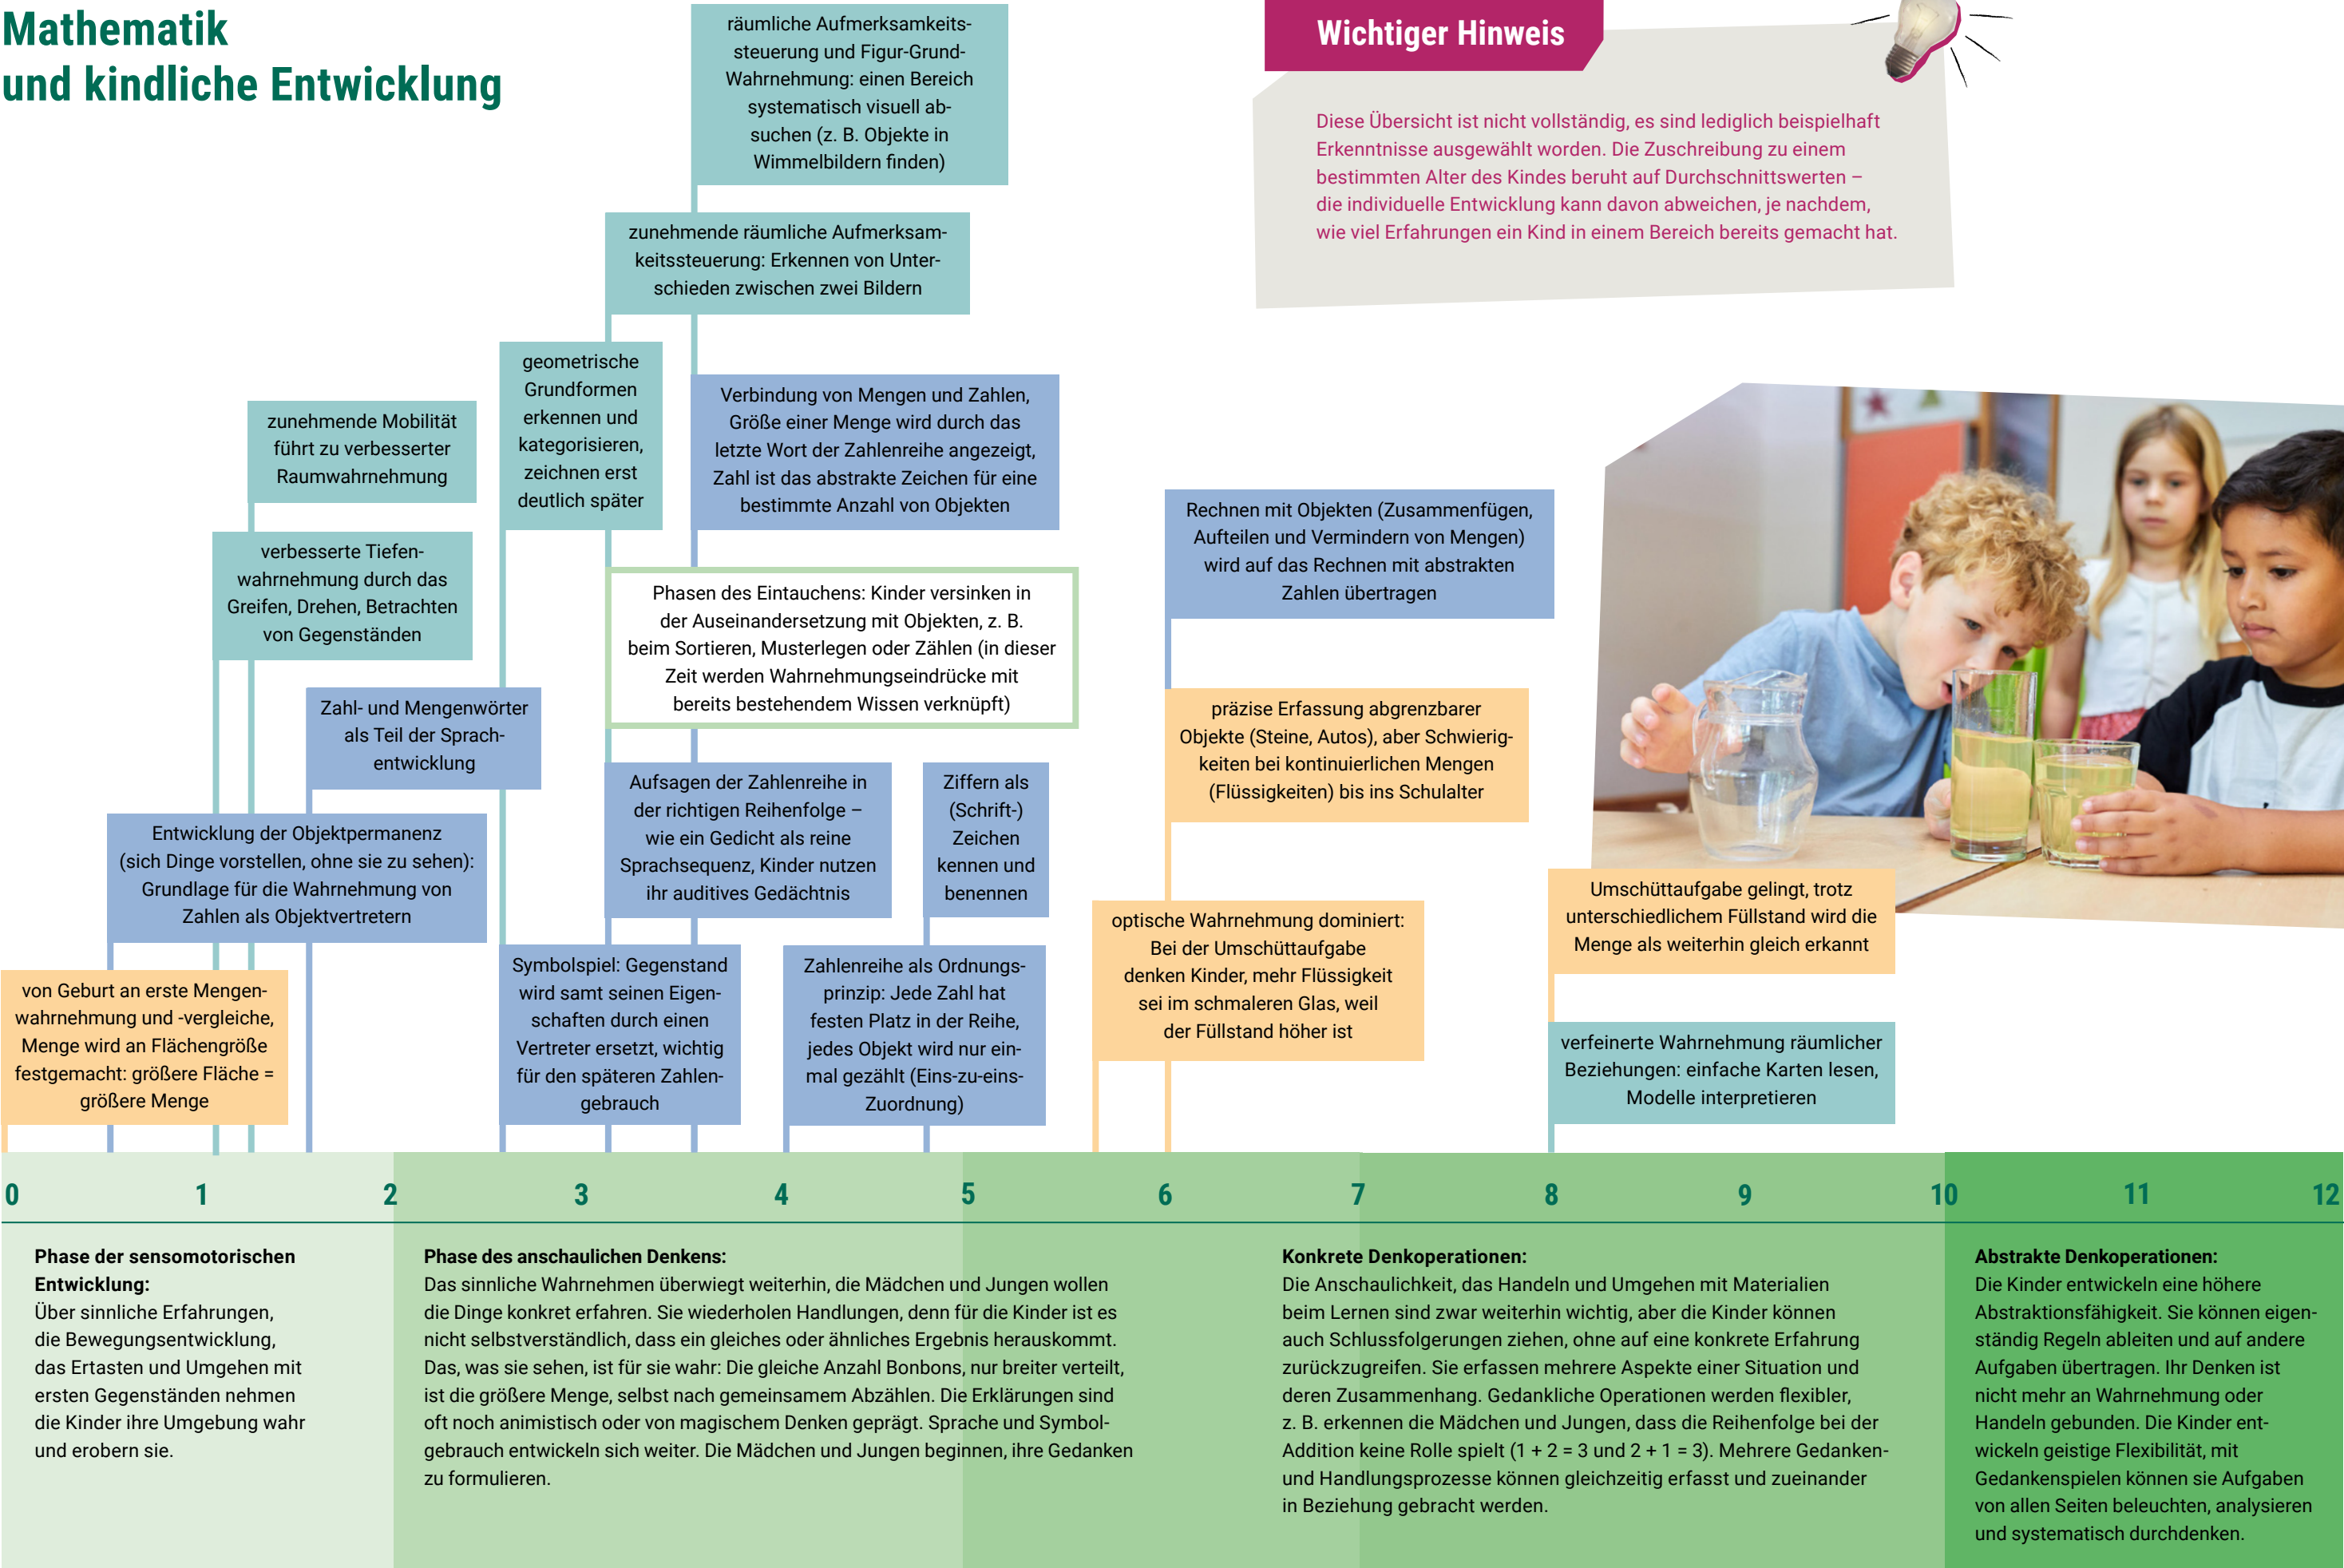 Mathematik
und kindliche Entwicklung
räumliche Aufmerksamkeits-
steuerung und Figur-Grund-
Wahrnehmung: einen Bereich
systematisch visuell ab-
suchen (z. B. Objekte in
Wimmelbildern finden)
Wichtiger Hinweis
Diese Übersicht ist nicht vollständig, es sind lediglich beispielhaft
Erkenntnisse ausgewählt worden. Die Zuschreibung zu einem
bestimmten Alter des Kindes beruht auf Durchschnittswerten –
die individuelle Entwicklung kann davon abweichen, je nachdem,
wie viel Erfahrungen ein Kind in einem Bereich bereits gemacht hat.
zunehmende räumliche Aufmerksam-
keitssteuerung: Erkennen von Unter-
schieden zwischen zwei Bildern
geometrische
Grundformen
erkennen und
kategorisieren,
zeichnen erst
deutlich später
Verbindung von Mengen und Zahlen,
Größe einer Menge wird durch das
letzte Wort der Zahlenreihe angezeigt,
Zahl ist das abstrakte Zeichen für eine
bestimmte Anzahl von Objekten
zunehmende Mobilität
führt zu verbesserter
Raumwahrnehmung
verbesserte Tiefen-
wahrnehmung durch das
Greifen, Drehen, Betrachten
von Gegenständen
Rechnen mit Objekten (Zusammenfügen,
Aufteilen und Vermindern von Mengen)
wird auf das Rechnen mit abstrakten
Zahlen übertragen
Phasen des Eintauchens: Kinder versinken in
der Auseinandersetzung mit Objekten, z. B.
beim Sortieren, Musterlegen oder Zählen (in dieser
Zeit werden Wahrnehmungseindrücke mit
bereits bestehendem Wissen verknüpft)
Zahl- und Mengenwörter
als Teil der Sprach-
entwicklung
präzise Erfassung abgrenzbarer
Objekte (Steine, Autos), aber Schwierig-
keiten bei kontinuierlichen Mengen
(Flüssigkeiten) bis ins Schulalter
Aufsagen der Zahlenreihe in
der richtigen Reihenfolge –
wie ein Gedicht als reine
Sprachsequenz, Kinder nutzen
ihr auditives Gedächtnis
Ziffern als
(Schrift-)
Zeichen
kennen und
benennen
Entwicklung der Objektpermanenz
(sich Dinge vorstellen, ohne sie zu sehen):
Grundlage für die Wahrnehmung von
Zahlen als Objektvertretern
Umschüttaufgabe gelingt, trotz
unterschiedlichem Füllstand wird die
Menge als weiterhin gleich erkannt
optische Wahrnehmung dominiert:
Bei der Umschüttaufgabe
denken Kinder, mehr Flüssigkeit
sei im schmaleren Glas, weil
der Füllstand höher ist
von Geburt an erste Mengen-
wahrnehmung und -vergleiche,
Menge wird an Flächengröße
festgemacht: größere Fläche =
größere Menge
Symbolspiel: Gegenstand
wird samt seinen Eigen-
schaften durch einen
Vertreter ersetzt, wichtig
für den späteren Zahlen-
gebrauch
Zahlenreihe als Ordnungs-
prinzip: Jede Zahl hat
festen Platz in der Reihe,
jedes Objekt wird nur ein-
mal gezählt (Eins-zu-eins-
Zuordnung)
verfeinerte Wahrnehmung räumlicher
Beziehungen: einfache Karten lesen,
Modelle interpretieren
0 1 2 3 4 5 6 7 8 9 10 11 12
Phase der sensomotorischen
Entwicklung:
Über sinnliche Erfahrungen,
die Bewegungsentwicklung,
das Ertasten und Umgehen mit
ersten Gegenständen nehmen
die Kinder ihre Umgebung wahr
und erobern sie.
Phase des anschaulichen Denkens:
Das sinnliche Wahrnehmen überwiegt weiterhin, die Mädchen und Jungen wollen
die Dinge konkret erfahren. Sie wiederholen Handlungen, denn für die Kinder ist es
nicht selbstverständlich, dass ein gleiches oder ähnliches Ergebnis herauskommt.
Das, was sie sehen, ist für sie wahr: Die gleiche Anzahl Bonbons, nur breiter verteilt,
ist die größere Menge, selbst nach gemeinsamem Abzählen. Die Erklärungen sind
oft noch animistisch oder von magischem Denken geprägt. Sprache und Symbol-
gebrauch entwickeln sich weiter. Die Mädchen und Jungen beginnen, ihre Gedanken
zu formulieren.
Konkrete Denkoperationen:
Die Anschaulichkeit, das Handeln und Umgehen mit Materialien
beim Lernen sind zwar weiterhin wichtig, aber die Kinder können
auch Schlussfolgerungen ziehen, ohne auf eine konkrete Erfahrung
zurückzugreifen. Sie erfassen mehrere Aspekte einer Situation und
deren Zusammenhang. Gedankliche Operationen werden flexibler,
z. B. erkennen die Mädchen und Jungen, dass die Reihenfolge bei der
Addition keine Rolle spielt (1 + 2 = 3 und 2 + 1 = 3). Mehrere Gedanken-
und Handlungsprozesse können gleichzeitig erfasst und zueinander
in Beziehung gebracht werden.
Abstrakte Denkoperationen:
Die Kinder entwickeln eine höhere
Abstraktionsfähigkeit. Sie können eigen-
ständig Regeln ableiten und auf andere
Aufgaben übertragen. Ihr Denken ist
nicht mehr an Wahrnehmung oder
Handeln gebunden. Die Kinder ent-
wickeln geistige Flexibilität, mit
Gedankenspielen können sie Aufgaben
von allen Seiten beleuchten, analysieren
und systematisch durchdenken.